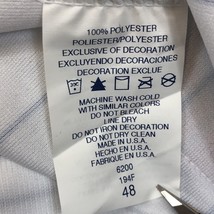 100% POLYESTER
POLIESTER/POLYESTER
EXCLUSIVE OF DECORATION
EXCLUYENDO DECORACIONES
DECORATION EXCLUE
MACHINE WASH COLD
WITH SIMILAR COLORS
DO NOT BLEACH
LINE DRY
DO NOT IRON DECORATION
DO NOT DRY CLEAN
MADE IN U.S.A.
HECHO EN U.S.A.
FABRIQUE EN U.S.A.
6200
194F
48